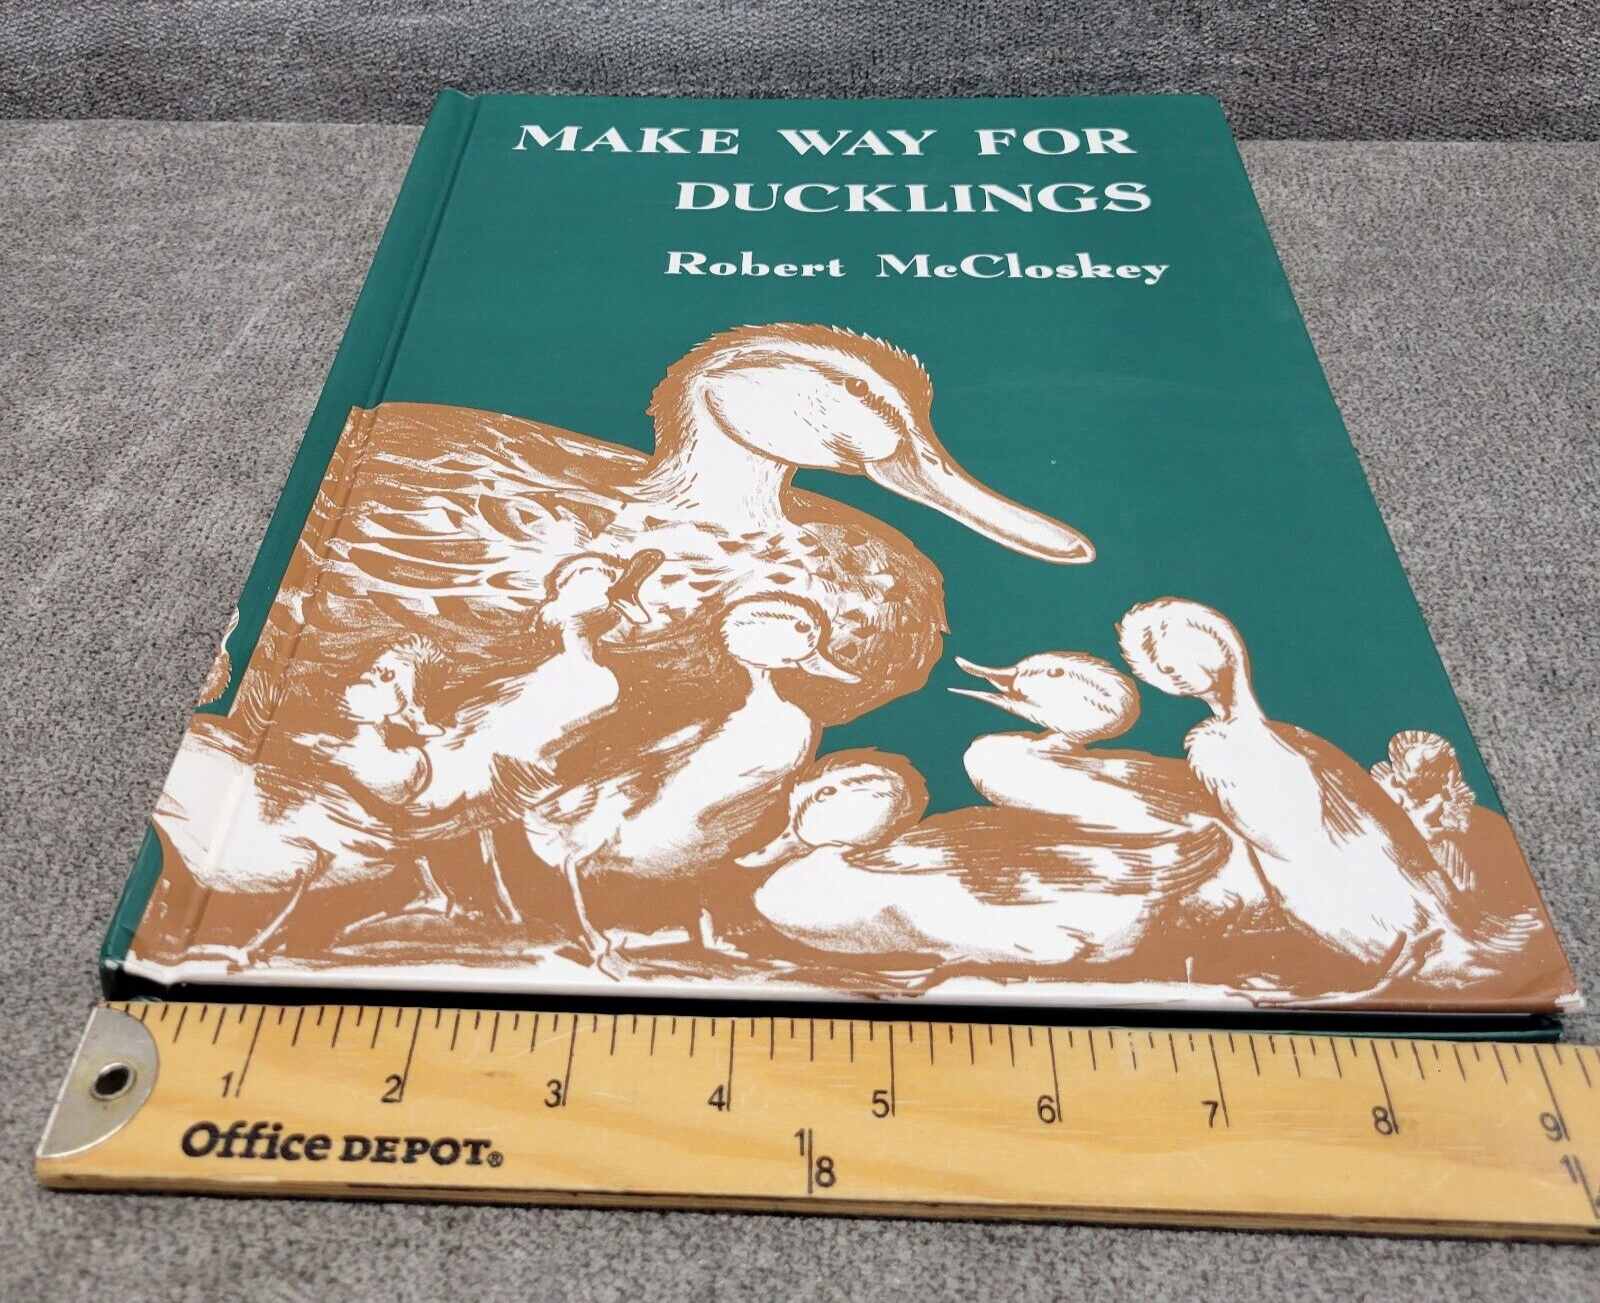 MAKE WAY FOR
DUCKLINGS
Robert McCloskey
1 2 3 4 5 6 7 8 9
Office DEPOT®
1 8
1